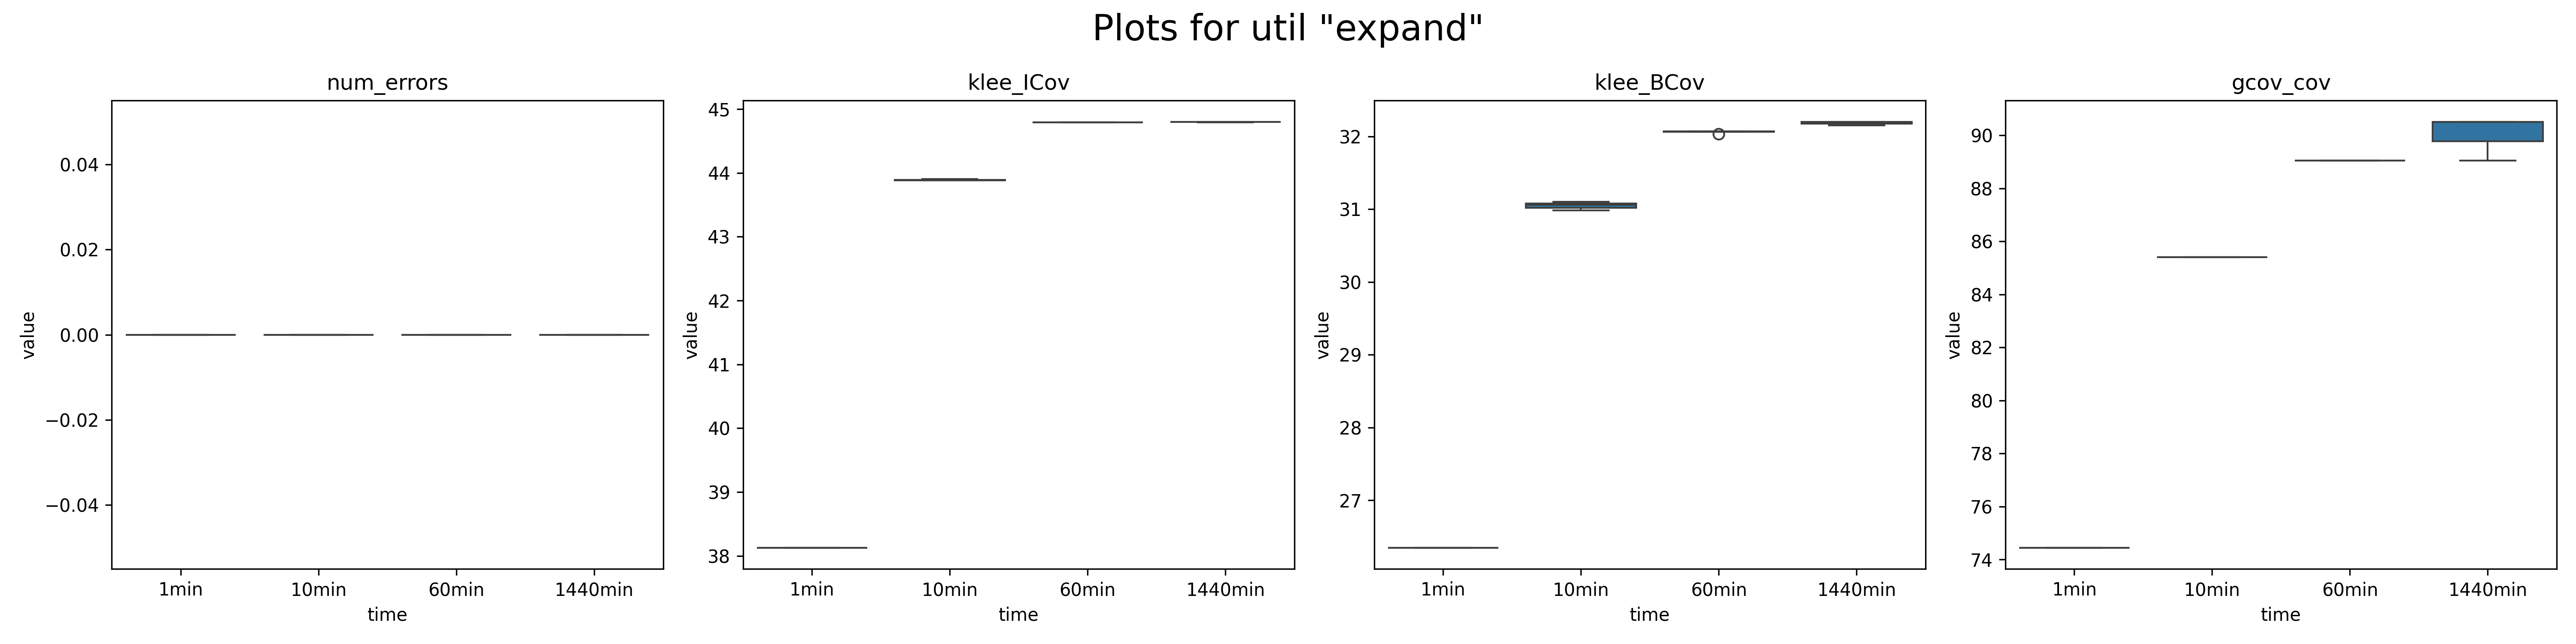 Plots for util "expand"
num_errors
value
0.04
0.02
0.00
−0.02
−0.04
1min 10min 60min 1440min
time
klee_ICov
value
45
44
43
42
41
40
39
38
1min 10min 60min 1440min
time
klee_BCov
value
32
31
30
29
28
27
1min 10min 60min 1440min
time
gcov_cov
value
90
88
86
84
82
80
78
76
74
1min 10min 60min 1440min
time